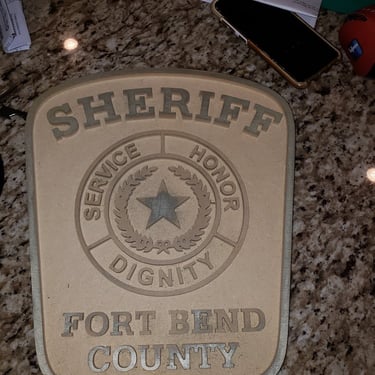 SHERIFF
SERVICE
HONOR
DIGNITY
FORT BEND
COUNTY